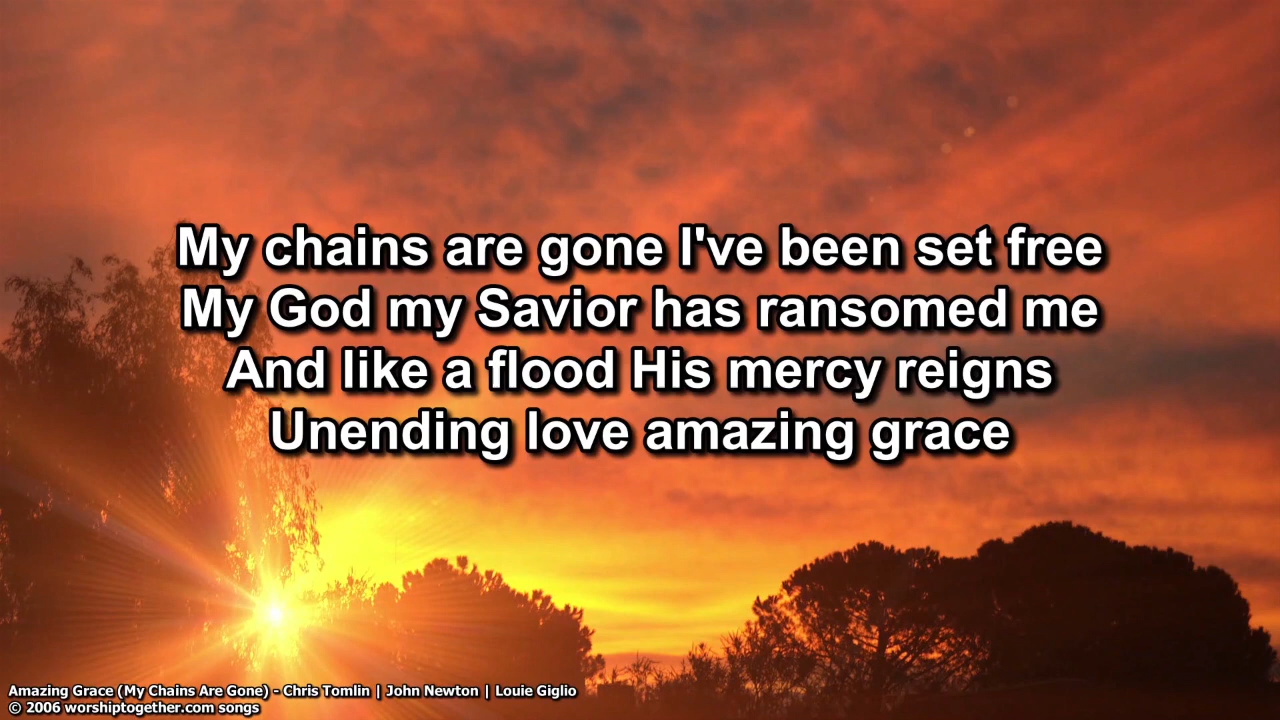 My chains are gone I've been set free
My God my Savior has ransomed me
And like a flood His mercy reigns
Unending love amazing grace
Amazing Grace (My Chains Are Gone) - Chris Tomlin | John Newton | Louie Giglio
© 2006 worshiptogether.com songs